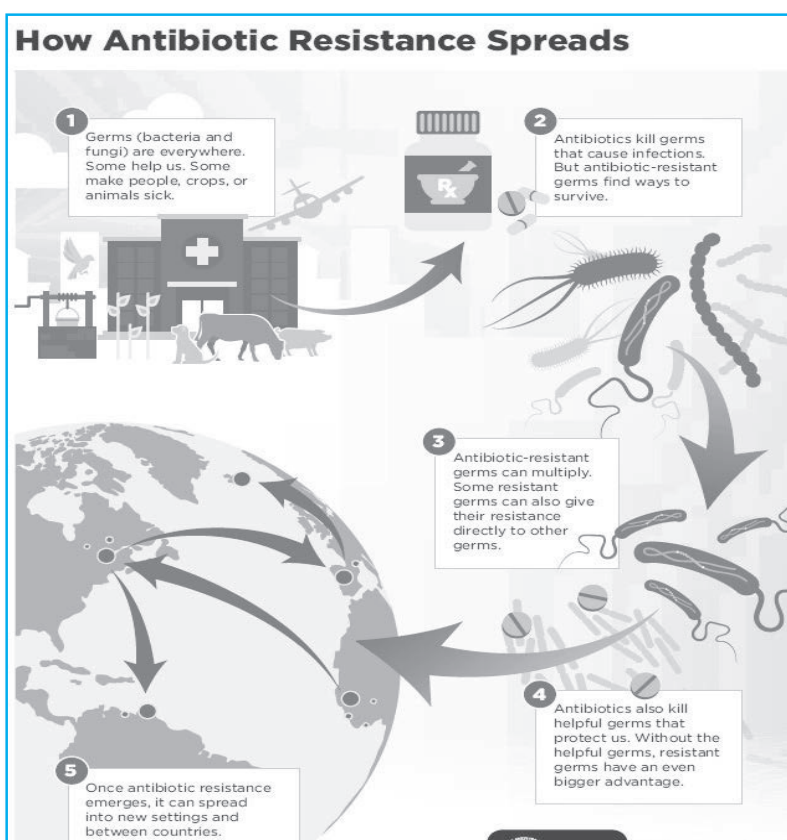 How Antibiotic Resistance Spreads
1
Germs (bacteria and
fungi) are everywhere.
Some help us. Some
make people, crops, or
animals sick.
Rx
2
Antibiotics kill germs
that cause infections.
But antibiotic-resistant
germs find ways to
survive.
3
Antibiotic-resistant
germs can multiply.
Some resistant
germs can also give
their resistance
directly to other
germs.
4
Antibiotics also kill
helpful germs that
protect us. Without the
helpful germs, resistant
germs have an even
bigger advantage.
5
Once antibiotic resistance
emerges, it can spread
into new settings and
between countries.